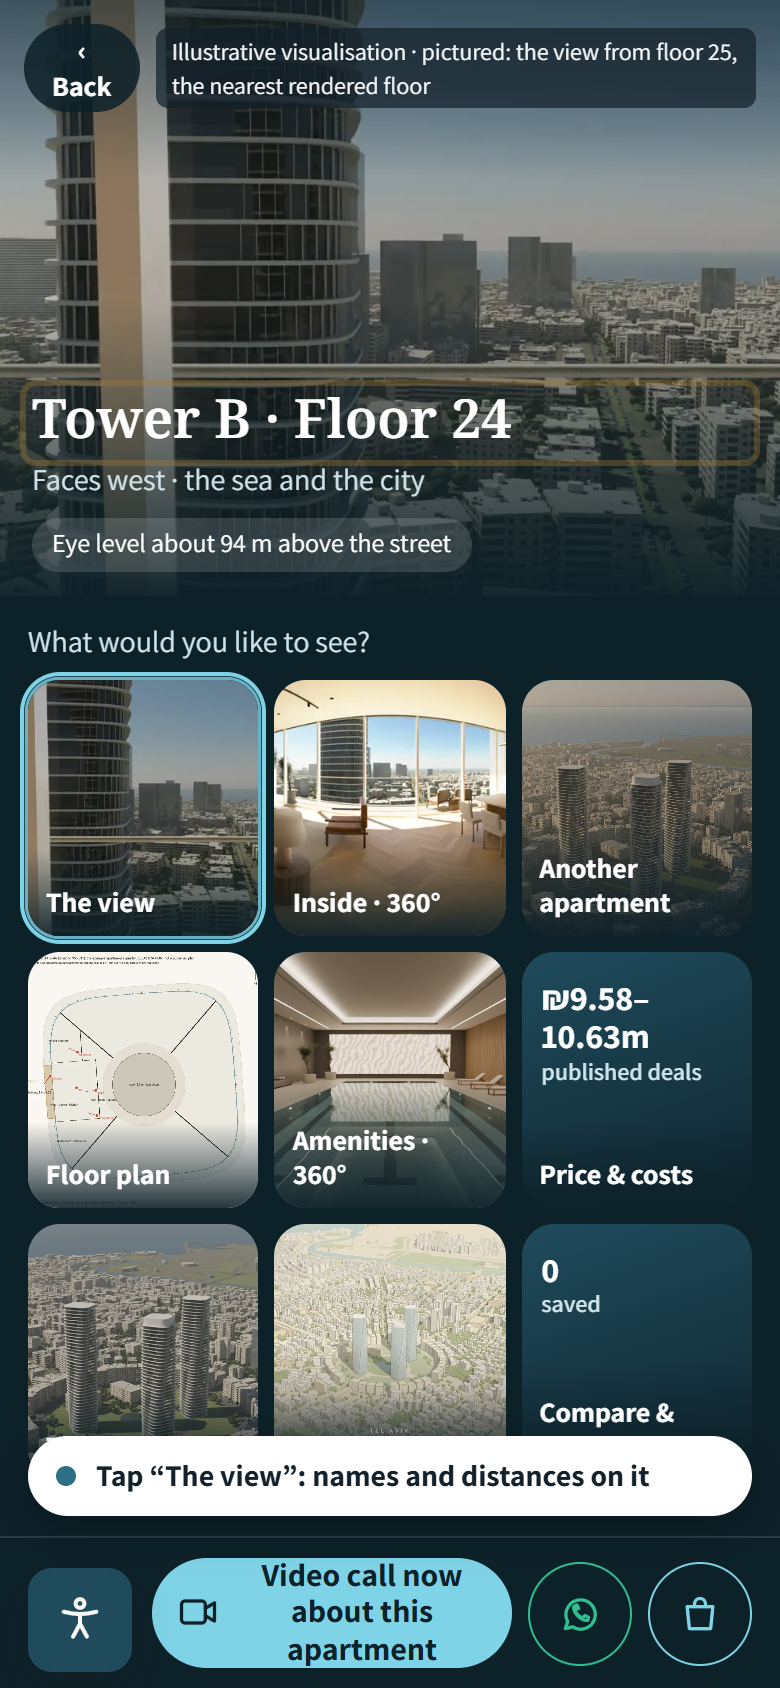 ‹
Back
Illustrative visualisation · pictured: the view from floor 25,
the nearest rendered floor
Tower B · Floor 24
Faces west · the sea and the city
Eye level about 94 m above the street
What would you like to see?
The view
Inside · 360°
Another
apartment
Floor plan
Amenities ·
360°
₪9.58–
10.63m
published deals
Price & costs
TEL AVIV
0
saved
Compare &
Tap “The view”: names and distances on it
Video call now
about this
apartment